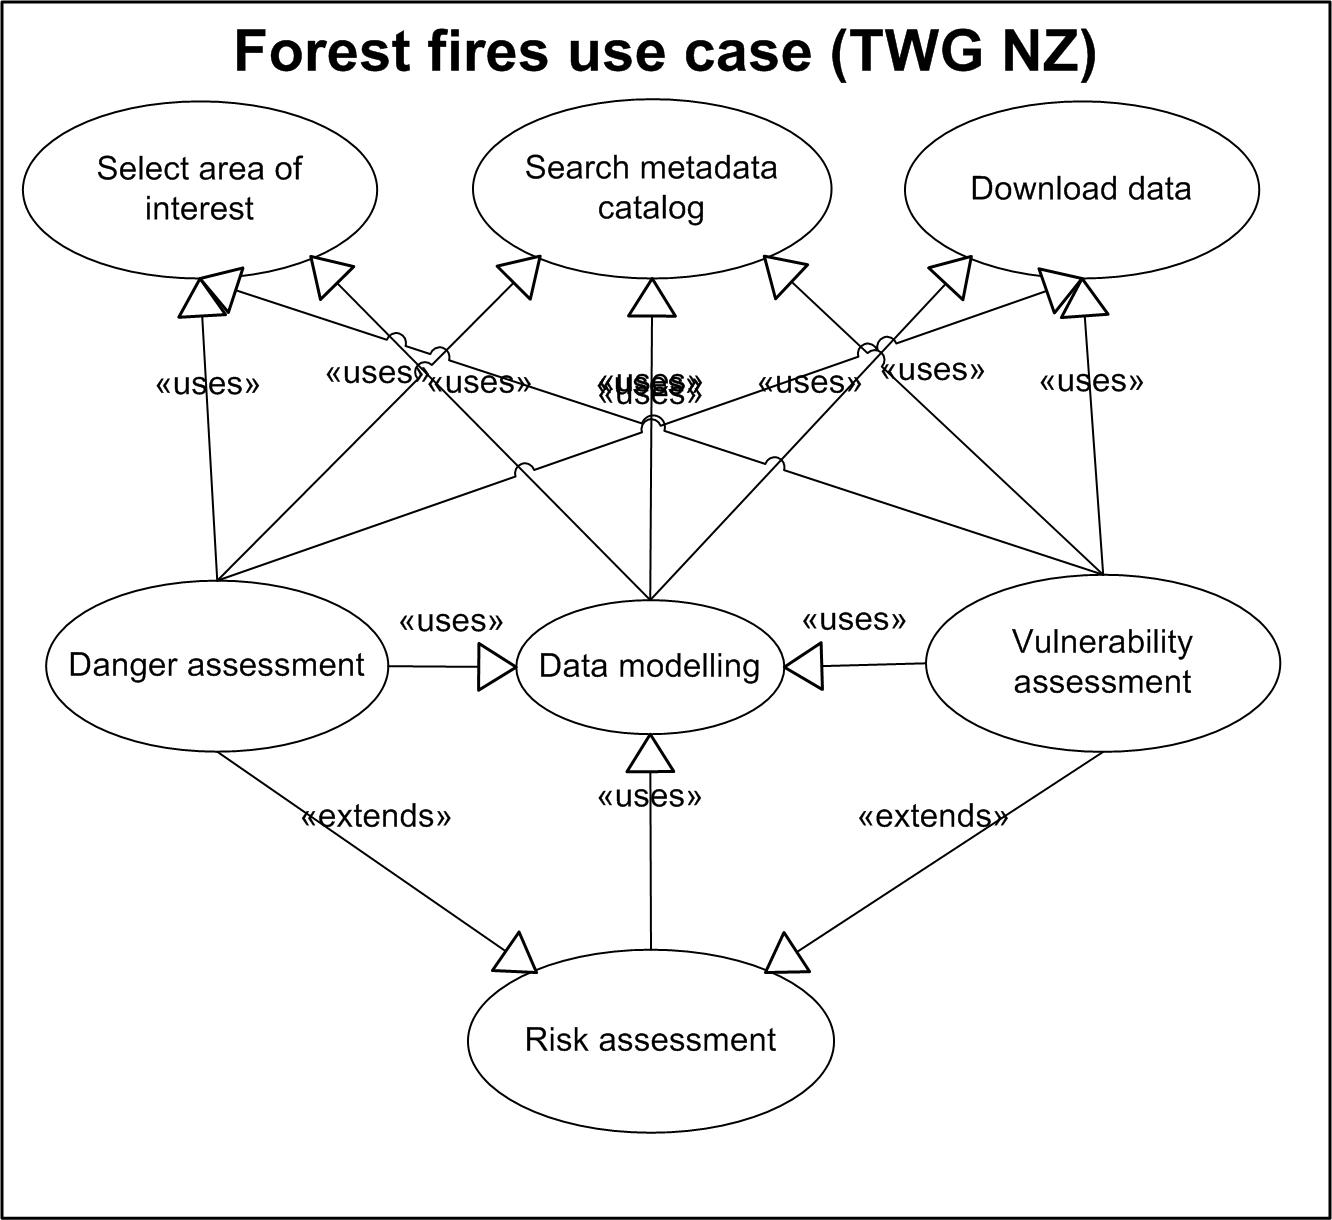 Forest fires use case (TWG NZ)
Select area of
interest
Search metadata
catalog
Download data
«uses»
«uses»
«uses»
«uses»
«uses»
«uses»
«uses»
«uses»
«uses»
Danger assessment
«uses»
Data modelling
«uses»
Vulnerability
assessment
«uses»
«extends»
«extends»
Risk assessment